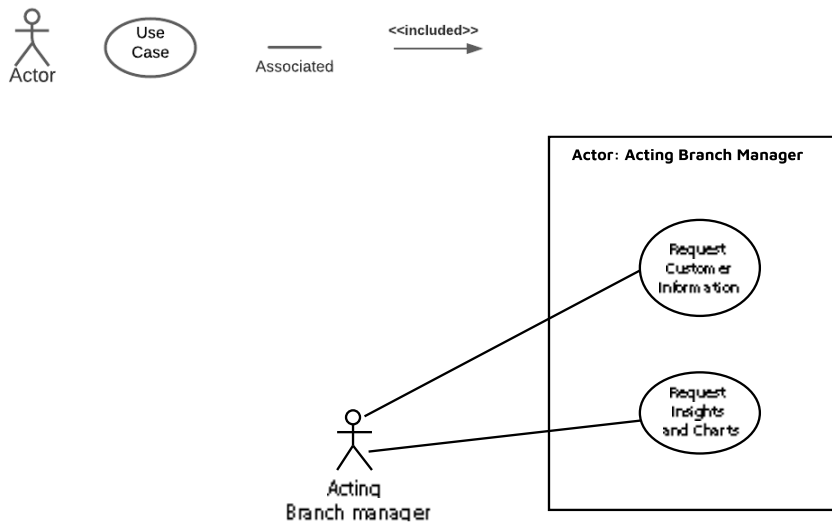 Actor
Use
Case
Associated
<<included>>
Actor: Acting Branch Manager
Request
Customer
Information
Request
Insights
and Charts
Acting
Branch manager